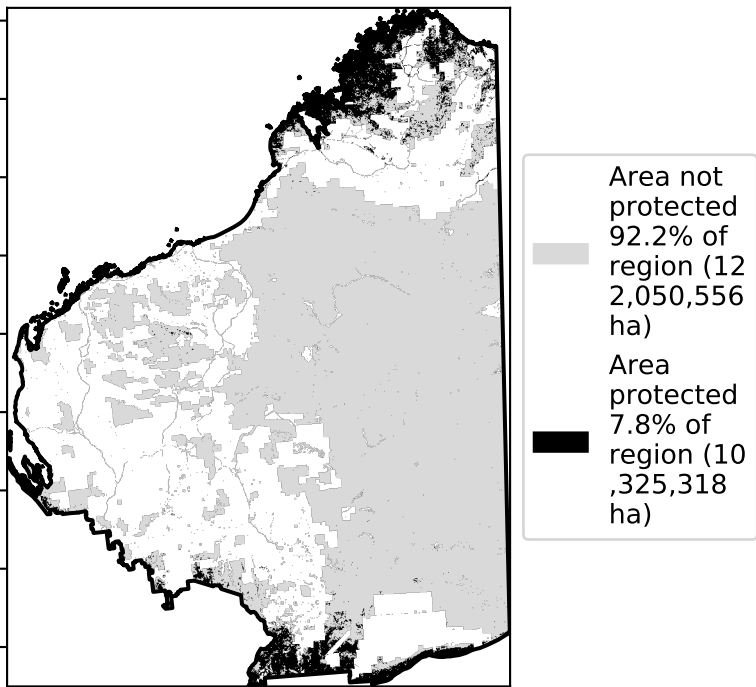 Area not
protected
92.2% of
region (12
2,050,556
ha)
Area
protected
7.8% of
region (10
,325,318
ha)